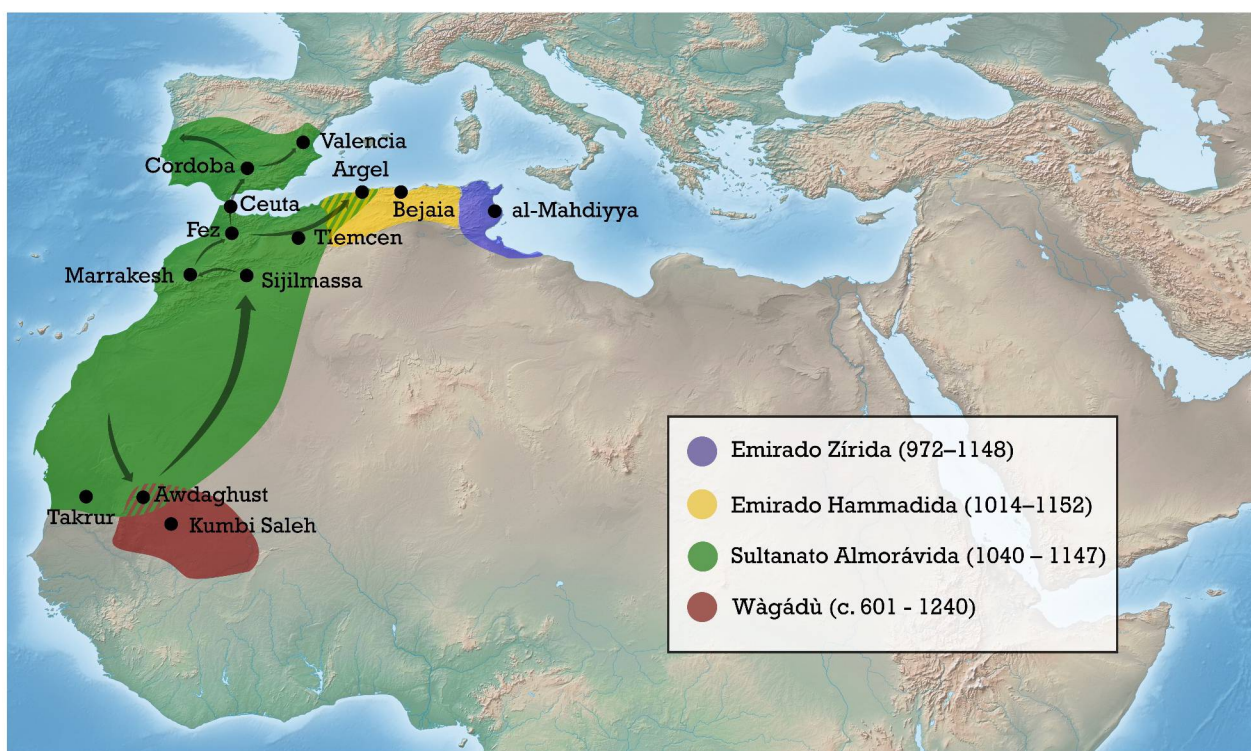 Valencia
Cordoba
Argel
Ceuta
Bejaia
al-Mahdiyya
Fez
Tlemcen
Marrakesh
Sijilmassa
Awdaghust
Takrur
Kumbi Saleh
Emirado Zírida (972–1148)
Emirado Hammadida (1014–1152)
Sultanato Almorávida (1040 – 1147)
Wàgádù (c. 601 - 1240)